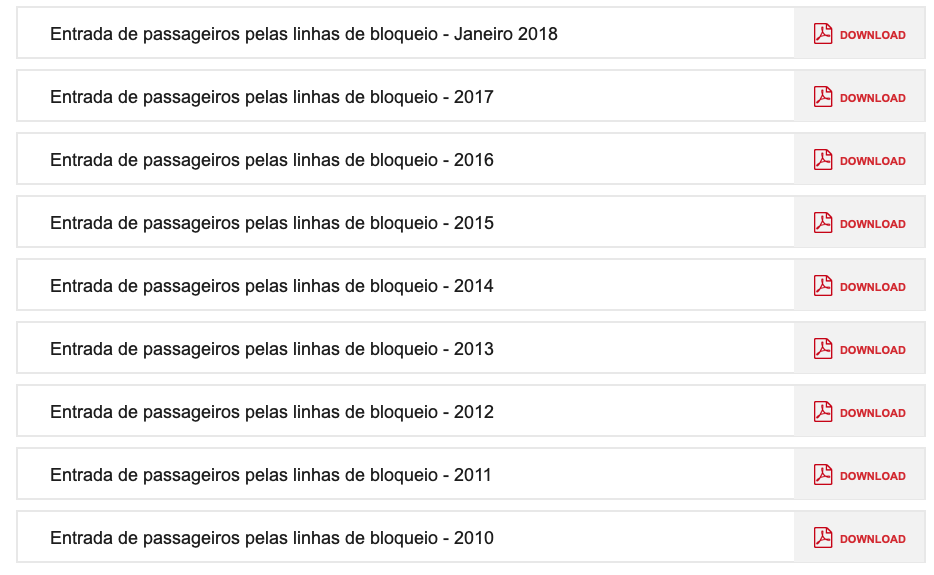 Entrada de passageiros pelas linhas de bloqueio - Janeiro 2018 DOWNLOAD
Entrada de passageiros pelas linhas de bloqueio - 2017 DOWNLOAD
Entrada de passageiros pelas linhas de bloqueio - 2016 DOWNLOAD
Entrada de passageiros pelas linhas de bloqueio - 2015 DOWNLOAD
Entrada de passageiros pelas linhas de bloqueio - 2014 DOWNLOAD
Entrada de passageiros pelas linhas de bloqueio - 2013 DOWNLOAD
Entrada de passageiros pelas linhas de bloqueio - 2012 DOWNLOAD
Entrada de passageiros pelas linhas de bloqueio - 2011 DOWNLOAD
Entrada de passageiros pelas linhas de bloqueio - 2010 DOWNLOAD